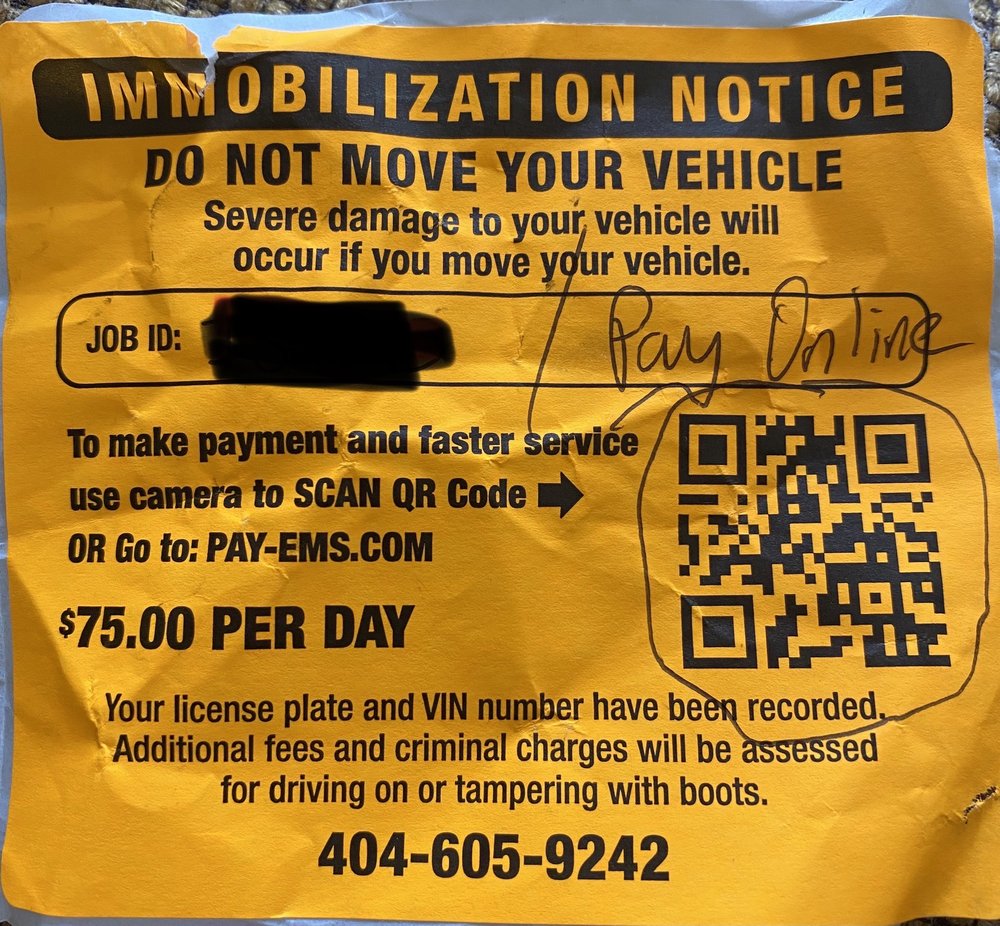 IMMOBILIZATION NOTICE
DO NOT MOVE YOUR VEHICLE
Severe damage to your vehicle will
occur if you move your vehicle.
JOB ID:
Pay Online
To make payment and faster service
use camera to SCAN QR Code
OR Go to: PAY-EMS.COM
$75.00 PER DAY
Your license plate and VIN number have been recorded.
Additional fees and criminal charges will be assessed
for driving on or tampering with boots.
404-605-9242